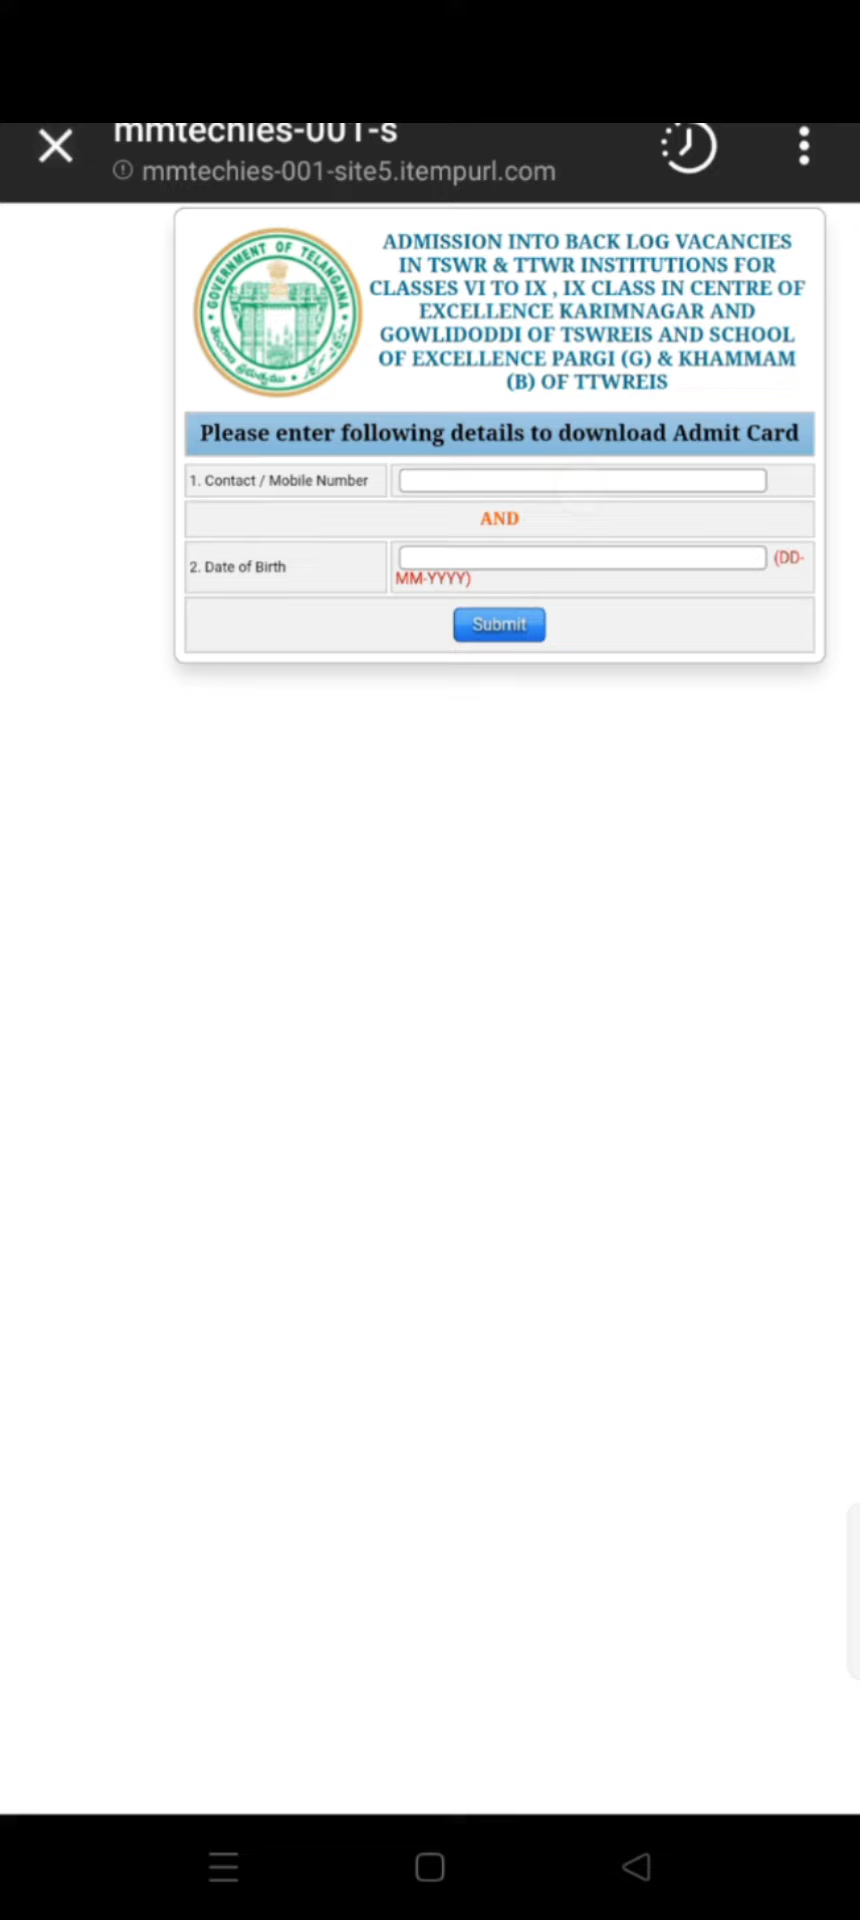 mmtechies-001-s
mmtechies-001-site5.itempurl.com
GOVERNMENT OF TELANGANA
ADMISSION INTO BACK LOG VACANCIES
IN TSWR & TTWR INSTITUTIONS FOR
CLASSES VI TO IX , IX CLASS IN CENTRE OF
EXCELLENCE KARIMNAGAR AND
GOWLIDODDI OF TSWREIS AND SCHOOL
OF EXCELLENCE PARGI (G) & KHAMMAM
(B) OF TTWREIS
Please enter following details to download Admit Card
1. Contact / Mobile Number
AND
2. Date of Birth
(DD-
MM-YYYY)
Submit